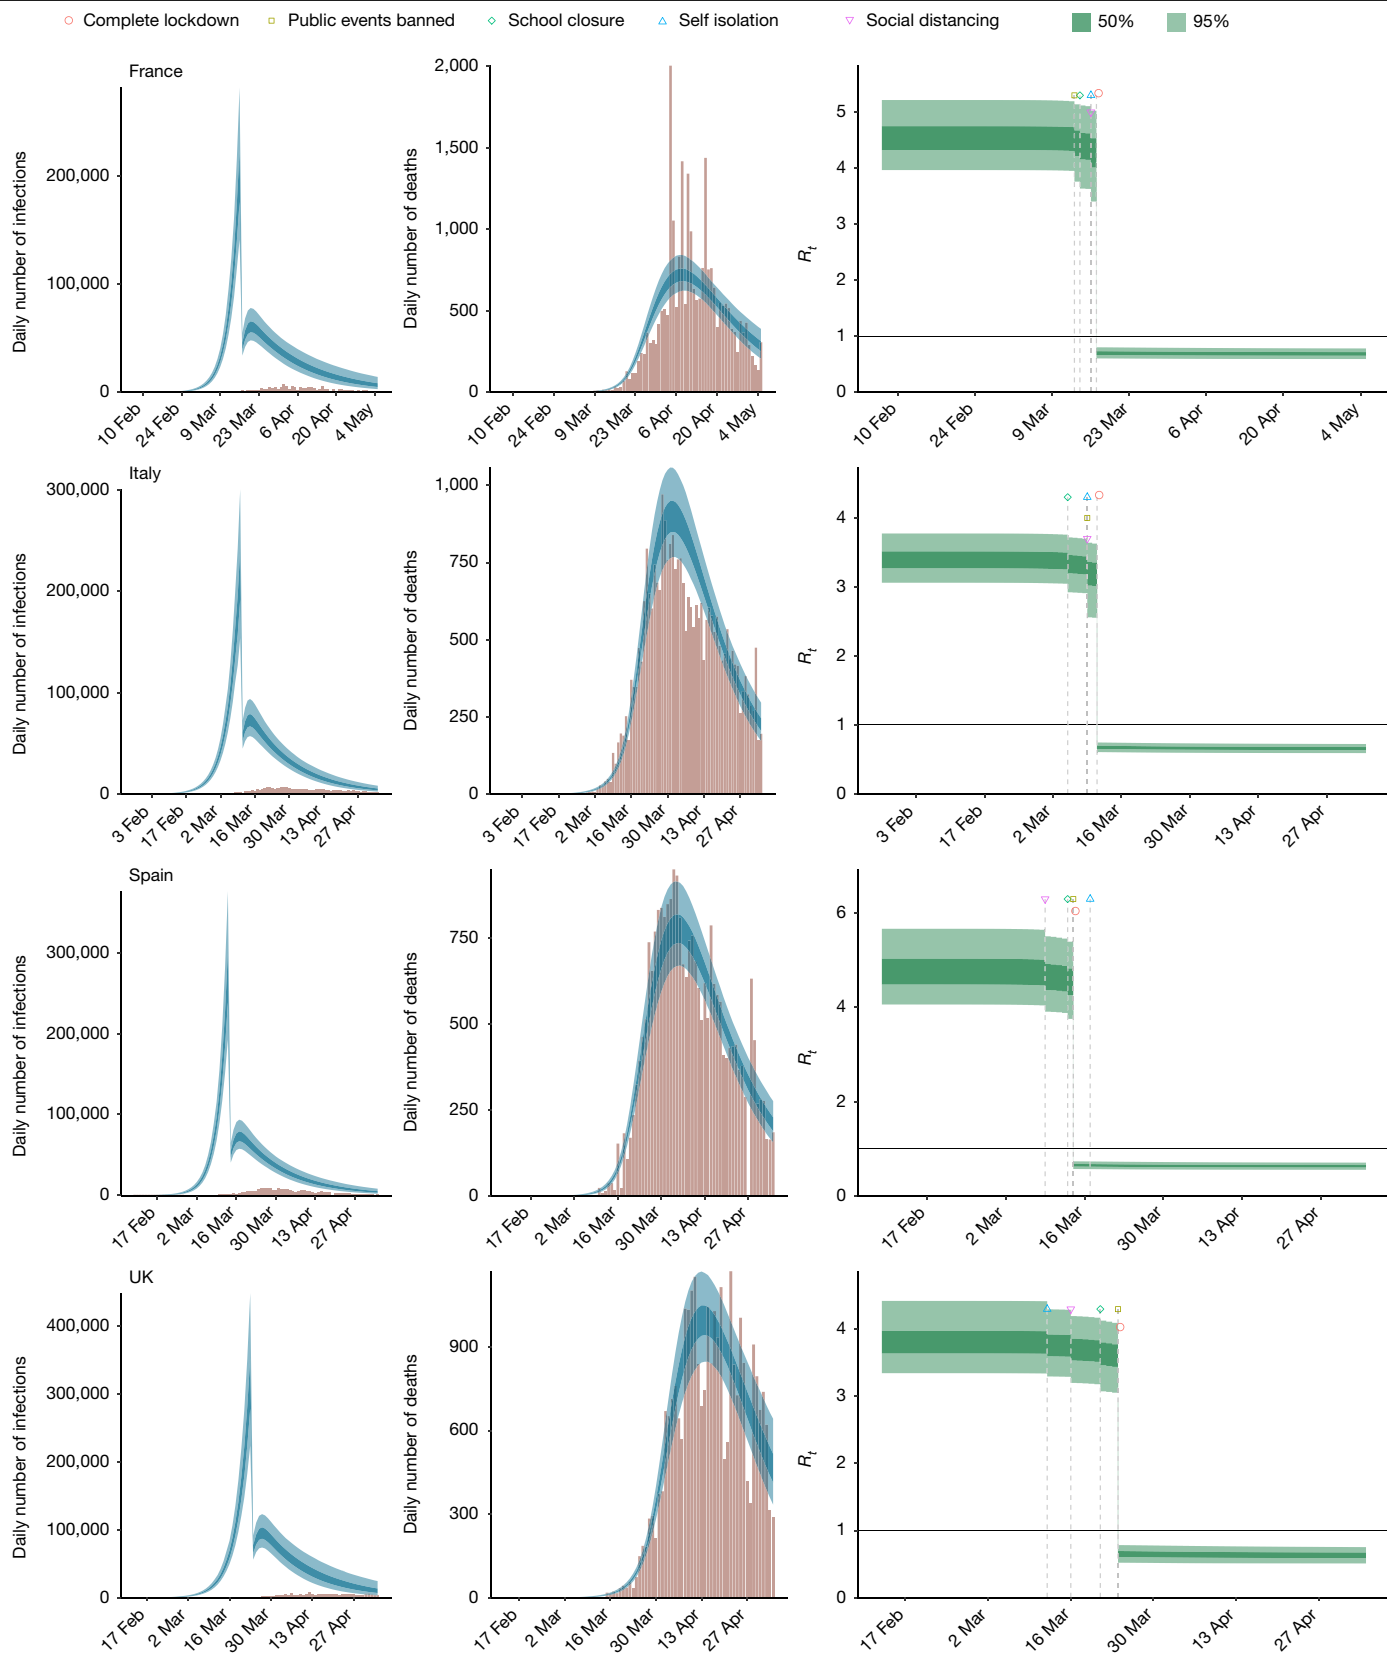 Complete lockdown Public events banned School closure Self isolation Social distancing 50% 95%
France
Daily number of infections
200,000
100,000
0
10 Feb 24 Feb 9 Mar 23 Mar 6 Apr 20 Apr 4 May
Daily number of deaths
2,000
1,500
1,000
500
0
10 Feb 24 Feb 9 Mar 23 Mar 6 Apr 20 Apr 4 May
Rt
5
4
3
2
1
0
10 Feb 24 Feb 9 Mar 23 Mar 6 Apr 20 Apr 4 May
Italy
Daily number of infections
300,000
200,000
100,000
0
3 Feb 17 Feb 2 Mar 16 Mar 30 Mar 13 Apr 27 Apr
Daily number of deaths
1,000
750
500
250
0
3 Feb 17 Feb 2 Mar 16 Mar 30 Mar 13 Apr 27 Apr
Rt
4
3
2
1
0
3 Feb 17 Feb 2 Mar 16 Mar 30 Mar 13 Apr 27 Apr
Spain
Daily number of infections
300,000
200,000
100,000
0
17 Feb 2 Mar 16 Mar 30 Mar 13 Apr 27 Apr
Daily number of deaths
750
500
250
0
17 Feb 2 Mar 16 Mar 30 Mar 13 Apr 27 Apr
Rt
6
4
2
0
17 Feb 2 Mar 16 Mar 30 Mar 13 Apr 27 Apr
UK
Daily number of infections
400,000
300,000
200,000
100,000
0
17 Feb 2 Mar 16 Mar 30 Mar 13 Apr 27 Apr
Daily number of deaths
900
600
300
0
17 Feb 2 Mar 16 Mar 30 Mar 13 Apr 27 Apr
Rt
4
3
2
1
0
17 Feb 2 Mar 16 Mar 30 Mar 13 Apr 27 Apr